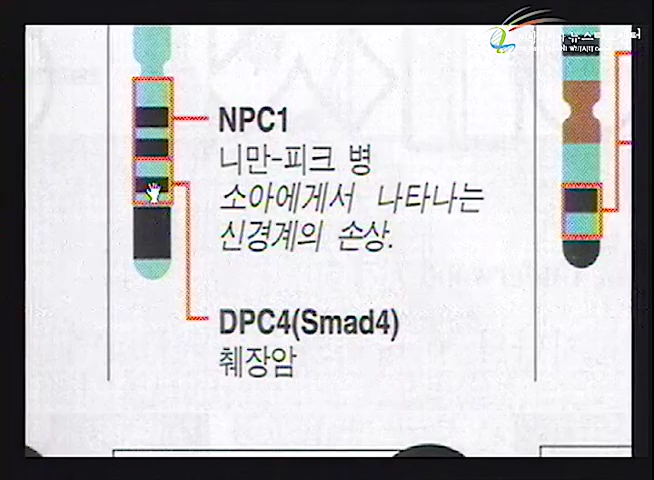 NPC1
니만-피크 병
소아에게서 나타나는
신경계의 손상.
DPC4(Smad4)
췌장암